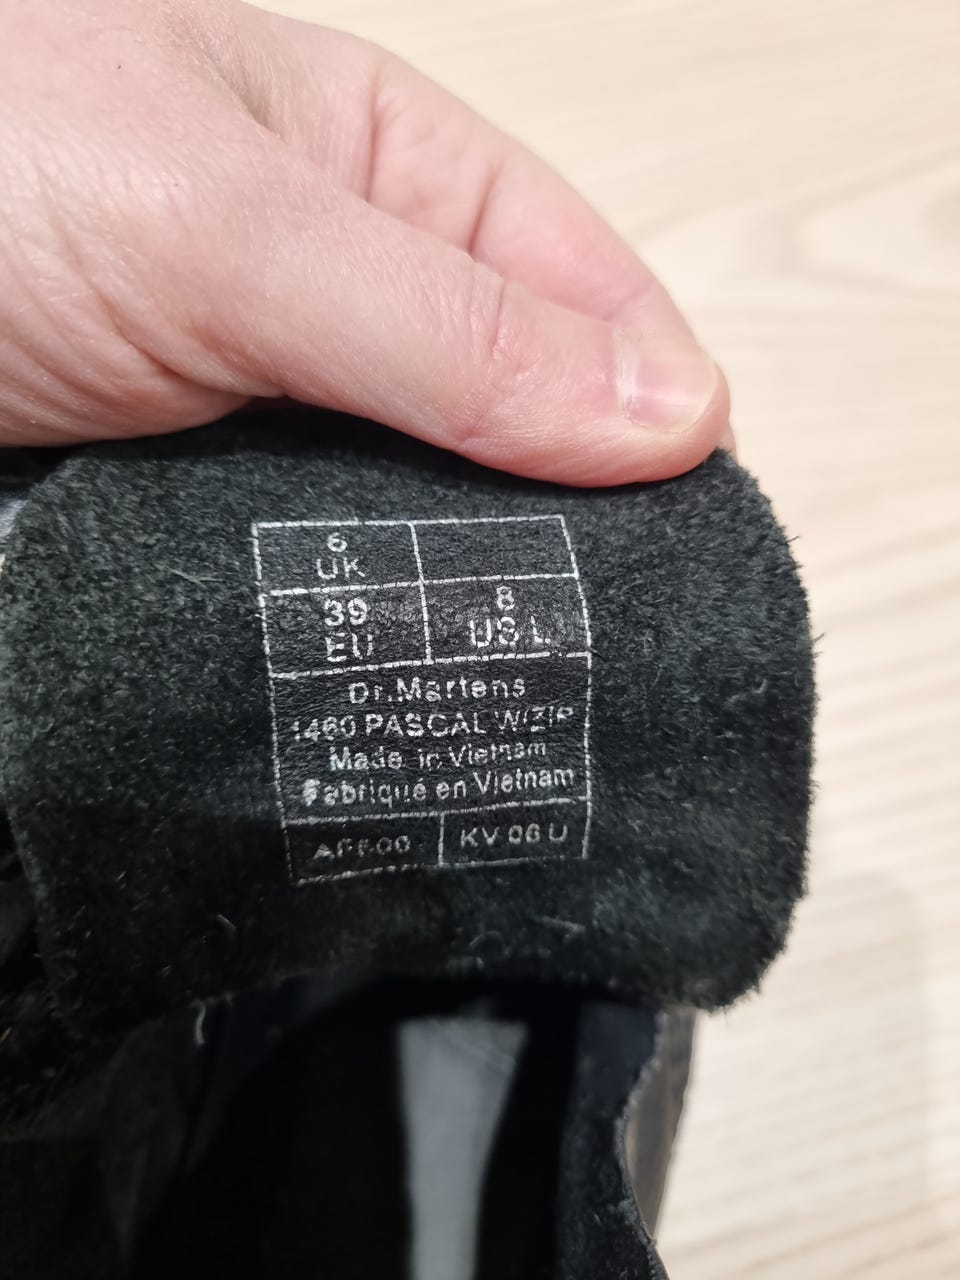 6
UK
39
EU
8
US L
Dr.Martens
1460 PASCAL W/ZIP
Made in Vietnam
Fabriqué en Vietnam
KV 06 U